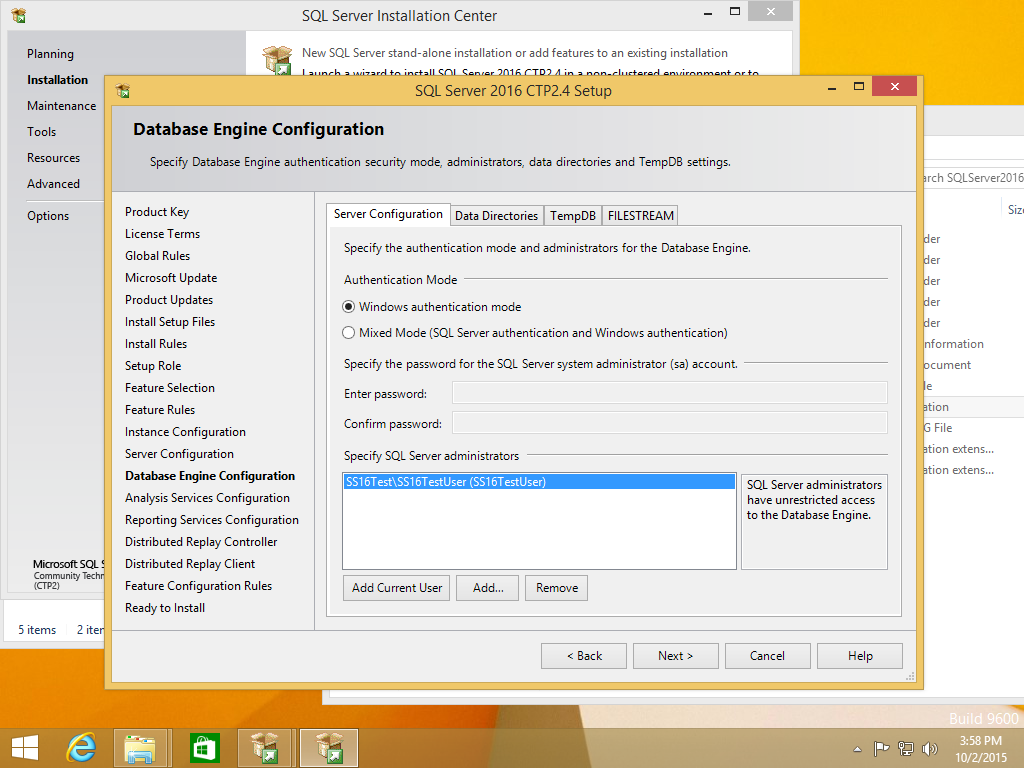 SQL Server Installation Center
Planning
Installation
Maintenance
Tools
Resources
Advanced
Options
New SQL Server stand-alone installation or add features to an existing installation
Launch a wizard to install SQL Server 2016 CTP2.4 in a non-clustered environment or to
Microsoft SQL S
Community Techn
(CTP2)
5 items 2 iter
SQL Server 2016 CTP2.4 Setup
Database Engine Configuration
Specify Database Engine authentication security mode, administrators, data directories and TempDB settings.
Product Key
License Terms
Global Rules
Microsoft Update
Product Updates
Install Setup Files
Install Rules
Setup Role
Feature Selection
Feature Rules
Instance Configuration
Server Configuration
Database Engine Configuration
Analysis Services Configuration
Reporting Services Configuration
Distributed Replay Controller
Distributed Replay Client
Feature Configuration Rules
Ready to Install
Server Configuration Data Directories TempDB FILESTREAM
Specify the authentication mode and administrators for the Database Engine.
Authentication Mode
Windows authentication mode
Mixed Mode (SQL Server authentication and Windows authentication)
Specify the password for the SQL Server system administrator (sa) account.
Enter password:
Confirm password:
Specify SQL Server administrators
SS16Test\SS16TestUser (SS16TestUser)
SQL Server administrators
have unrestricted access
to the Database Engine.
Add Current User Add... Remove
< Back Next > Cancel Help
arch SQLServer2016
Size
der
der
der
der
der
nformation
ocument
le
ation
G File
ation extens...
ation extens...
Build 9600
3:58 PM
10/2/2015